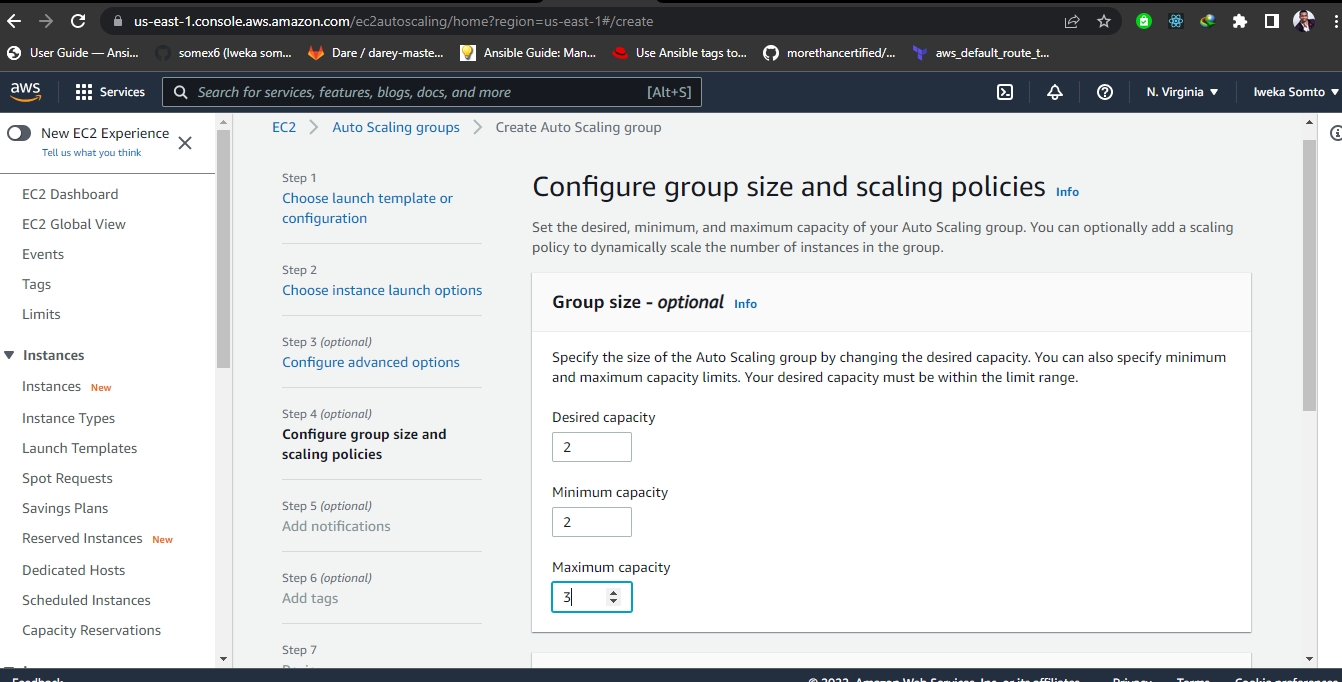 us-east-1.console.aws.amazon.com/ec2autoscaling/home?region=us-east-1#/create
User Guide — Ansi...
somex6 (Iweka som...
Dare / darey-maste...
Ansible Guide: Man...
Use Ansible tags to...
morethancertified/...
aws_default_route_t...
aws
Services
Search for services, features, blogs, docs, and more
[Alt+S]
N. Virginia
Iweka Somto
New EC2 Experience
Tell us what you think
EC2 Dashboard
EC2 Global View
Events
Tags
Limits
Instances
Instances New
Instance Types
Launch Templates
Spot Requests
Savings Plans
Reserved Instances New
Dedicated Hosts
Scheduled Instances
Capacity Reservations
EC2
Auto Scaling groups
Create Auto Scaling group
Step 1
Choose launch template or
configuration
Step 2
Choose instance launch options
Step 3 (optional)
Configure advanced options
Step 4 (optional)
Configure group size and
scaling policies
Step 5 (optional)
Add notifications
Step 6 (optional)
Add tags
Step 7
Configure group size and scaling policies Info
Set the desired, minimum, and maximum capacity of your Auto Scaling group. You can optionally add a scaling
policy to dynamically scale the number of instances in the group.
Group size - optional Info
Specify the size of the Auto Scaling group by changing the desired capacity. You can also specify minimum
and maximum capacity limits. Your desired capacity must be within the limit range.
Desired capacity
2
Minimum capacity
2
Maximum capacity
3
Feedback
© 2022, Amazon Web Services, Inc. or its affiliates.
Privacy
Terms
Cookie preferences